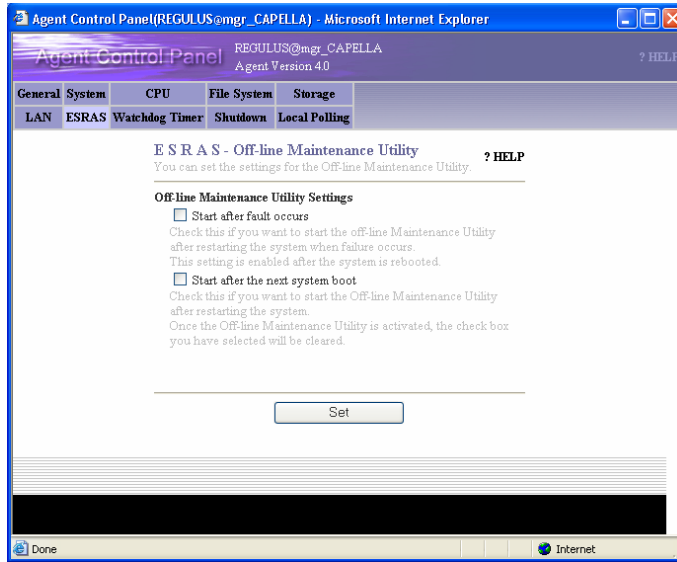 Agent Control Panel(REGULUS@mgr_CAPELLA) - Microsoft Internet Explorer
Agent Control Panel
REGULUS@mgr_CAPELLA
Agent Version 4.0
? HELP
General System CPU File System Storage
LAN ESRAS Watchdog Timer Shutdown Local Polling
E S R A S - Off-line Maintenance Utility
? HELP
You can set the settings for the Off-line Maintenance Utility.
Off-line Maintenance Utility Settings
Start after fault occurs
Check this if you want to start the off-line Maintenance Utility
after restarting the system when failure occurs.
This setting is enabled after the system is rebooted.
Start after the next system boot
Check this if you want to start the Off-line Maintenance Utility
after restarting the system.
Once the Off-line Maintenance Utility is activated, the check box
you have selected will be cleared.
Set
Done
Internet